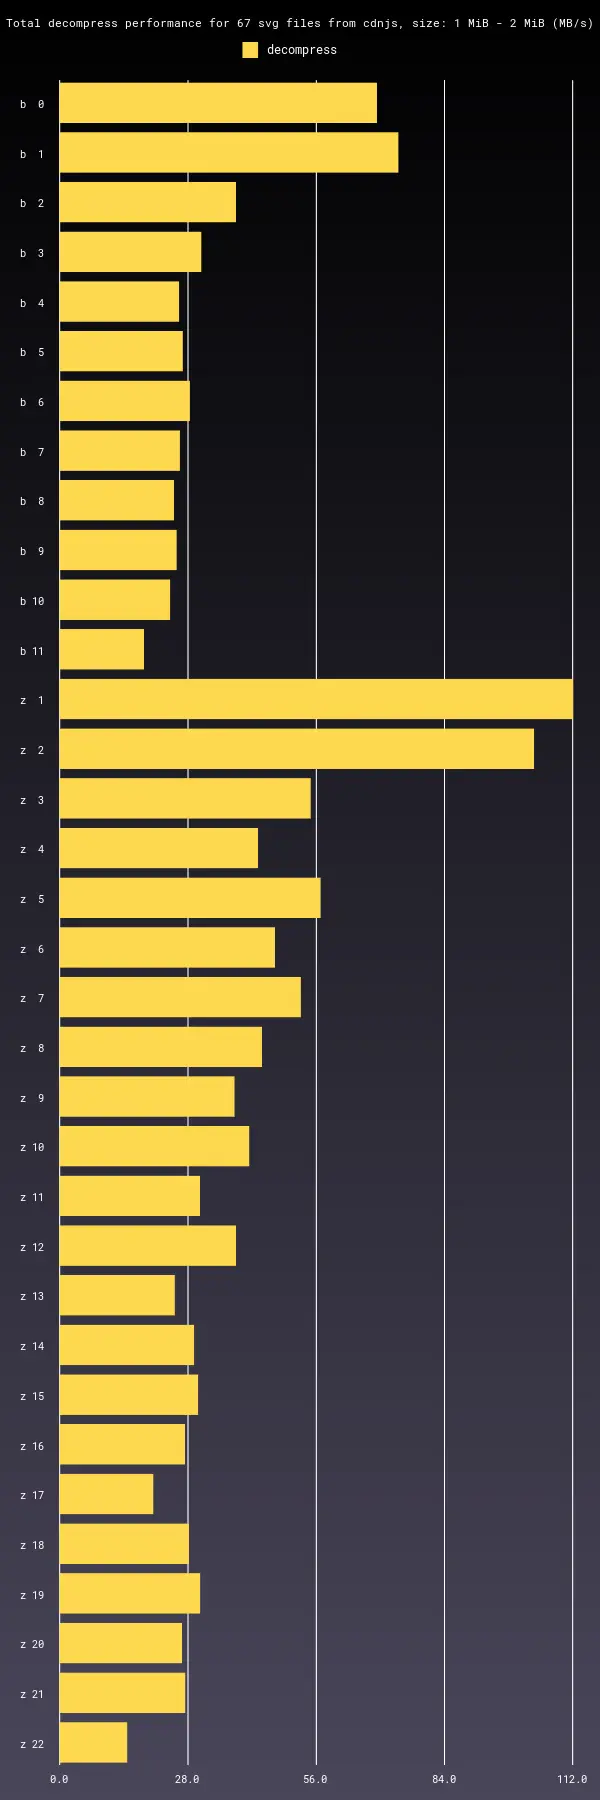 Total decompress performance for 67 svg files from cdnjs, size: 1 MiB - 2 MiB (MB/s)
decompress
b 0
b 1
b 2
b 3
b 4
b 5
b 6
b 7
b 8
b 9
b 10
b 11
z 1
z 2
z 3
z 4
z 5
z 6
z 7
z 8
z 9
z 10
z 11
z 12
z 13
z 14
z 15
z 16
z 17
z 18
z 19
z 20
z 21
z 22
0.0 28.0 56.0 84.0 112.0